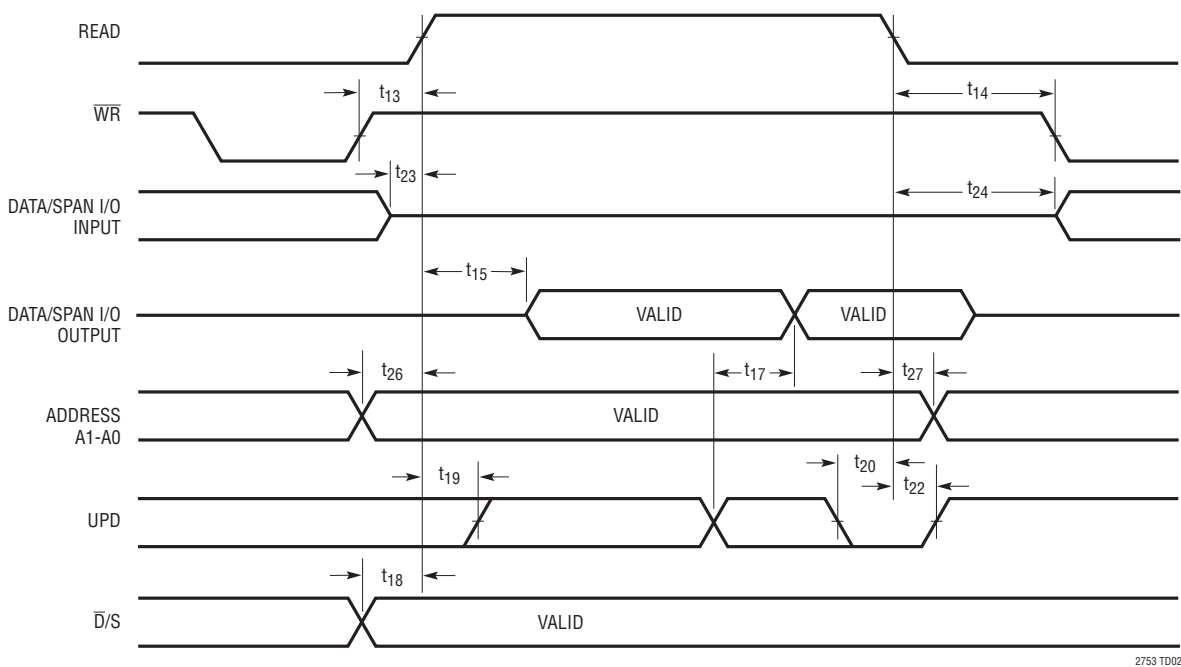 READ
t13
t14
W̅R̅
t23
t24
DATA/SPAN I/O
INPUT
t15
DATA/SPAN I/O
OUTPUT
VALID
VALID
t26
t17
t27
ADDRESS
A1-A0
VALID
t19
t20
t22
UPD
t18
D̅/S
VALID
2753 TD02